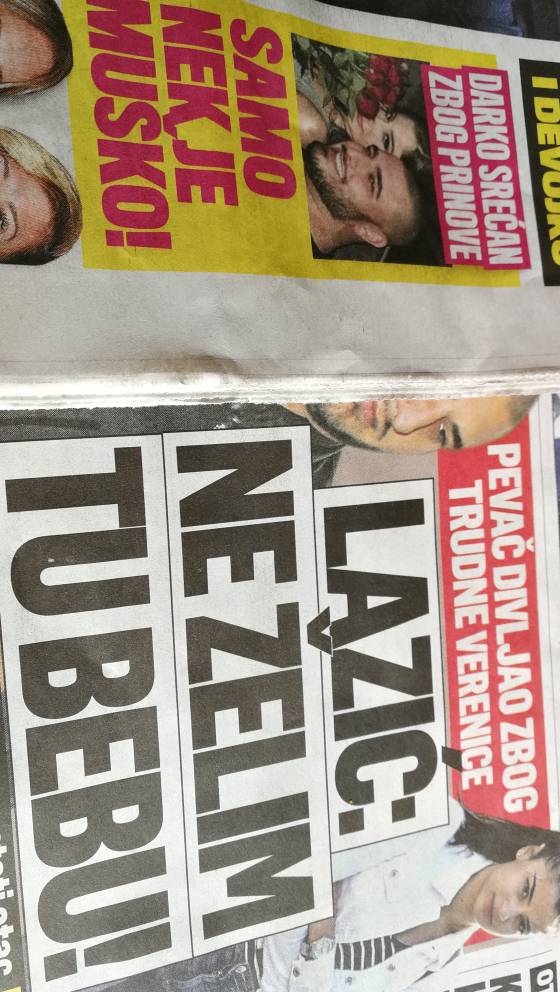 I DEVOJKU
DARKO SREĆAN
ZBOG PRINOVE
SAMO
NEK JE
MUŠKO!
PEVAČ DIVLJAO ZBOG
TRUDNE VERENICE
LAZIĆ:
NE ŽELIM
TU BEBU!